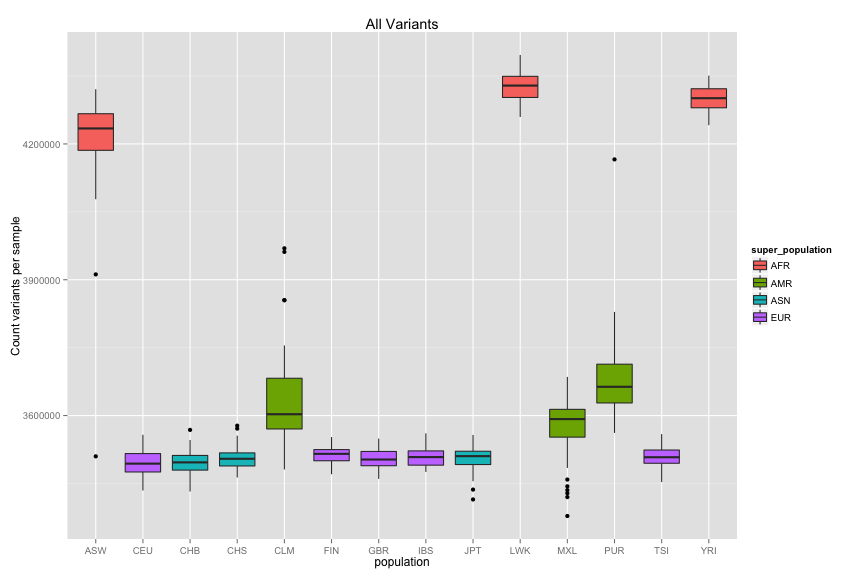 All Variants
Count variants per sample
4200000
3900000
3600000
ASW CEU CHB CHS CLM FIN GBR IBS JPT LWK MXL PUR TSI YRI
population
super_population
AFR
AMR
ASN
EUR